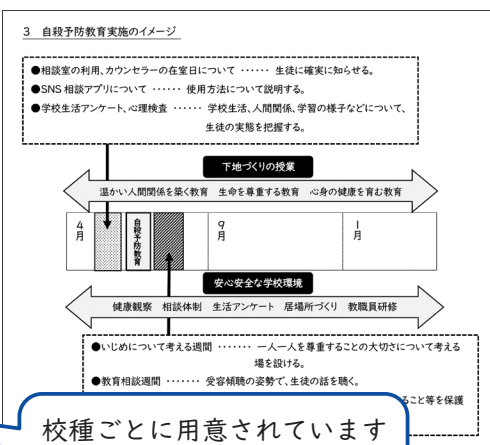 3 自殺予防教育実施のイメージ
●相談室の利用、カウンセラーの在室日について ‥‥‥ 生徒に確実に知らせる。
●SNS 相談アプリについて ‥‥‥ 使用方法について説明する。
●学校生活アンケート、心理検査 ‥‥‥ 学校生活、人間関係、学習の様子などについて、
生徒の実態を把握する。
下地づくりの授業
温かい人間関係を築く教育 生命を尊重する教育 心身の健康を育む教育
4月
自殺予防教育
9月
1月
安心安全な学校環境
健康観察 相談体制 生活アンケート 居場所づくり 教職員研修
●いじめについて考える週間 ‥‥‥‥ 一人一人を尊重することの大切さについて考える
場を設ける。
●教育相談週間 ‥‥‥ 受容傾聴の姿勢で、生徒の話を聴く。
ること等を保護
校種ごとに用意されています